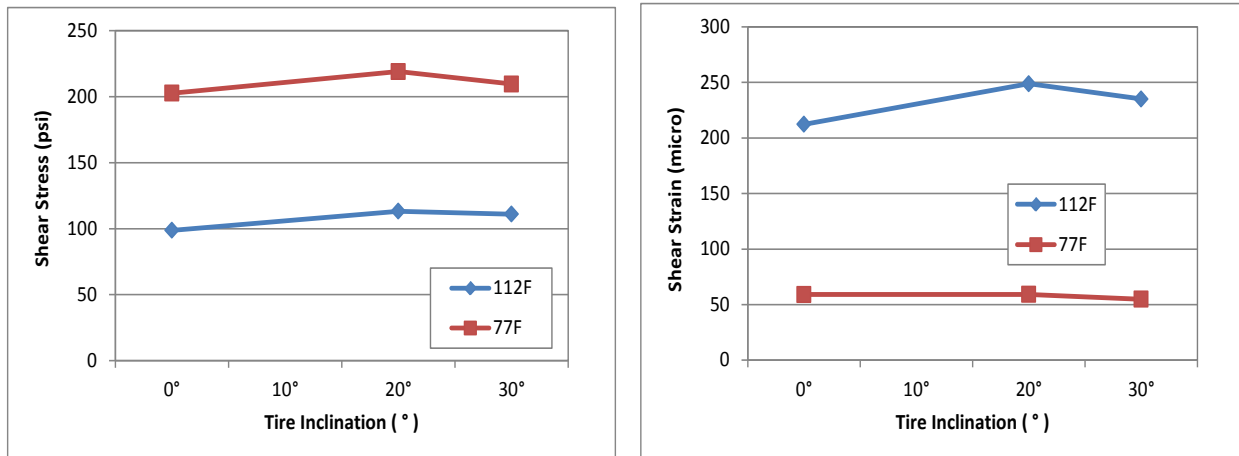 250
200
150
100
50
0
Shear Stress (psi)
112F
77F
0° 10° 20° 30°
Tire Inclination ( ° )
300
250
200
150
100
50
0
Shear Strain (micro)
112F
77F
0° 10° 20° 30°
Tire Inclination ( ° )